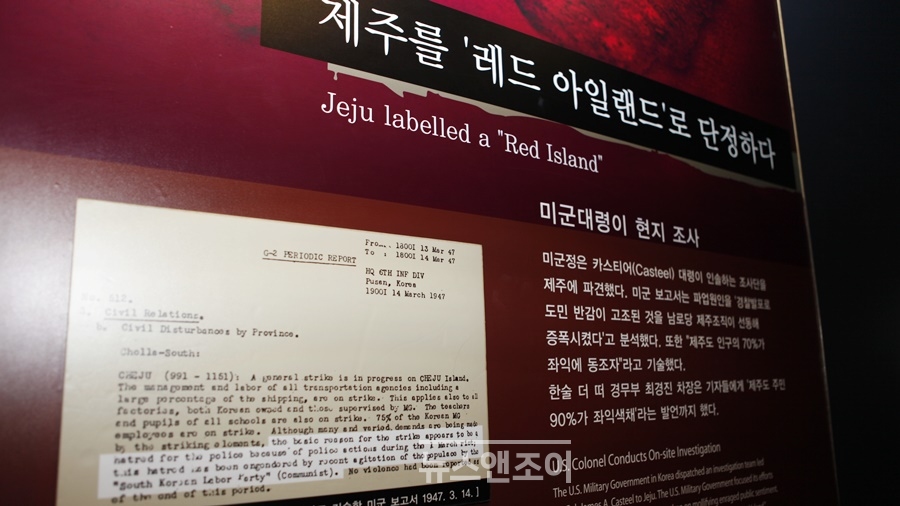 제주를 '레드 아일랜드'로 단정하다
Jeju labelled a "Red Island"
G-2 PERIODIC REPORT
From : 1800I 13 Mar 47
To : 1800I 14 Mar 47
HQ 6TH INF DIV
Pusan, Korea
1900I 14 March 1947
No. 512.
Civil Relations.
b. Civil Disturbances by Province.
Cholla-South:
CHEJU (991 - 1151): A general strike is in progress on CHEJU Island.
The management and labor of all transportation agencies including a
large percentage of the shipping, are on strike. This applies also to all
factories, both Korean owned and those supervised by MG. The teachers
and pupils of all schools are also on strike. 75% of the Korean MG
employees are on strike. Although many and varied demands are being made
by the striking elements, the basic reason for the strike appears to be a
hatred for the police because of police actions during the 1 March riot,
this hatred has been engendered by recent agitation of the populace by the
"South Korean Labor Party" (Communist). No violence had been reported
of the end of this period.
미군 보고서 1947. 3. 14.]
미군대령이 현지 조사
미군정은 카스티어(Casteel) 대령이 인솔하는 조사단을
제주에 파견했다. 미군 보고서는 파업원인을 '경찰발포로
도민 반감이 고조된 것을 남로당 제주조직이 선동해
증폭시켰다'고 분석했다. 또한 "제주도 인구의 70%가
좌익에 동조자"라고 기술했다.
한술 더 떠 경무부 최경진 차장은 기자들에게 '제주도 주민
90%가 좌익색채'라는 발언까지 했다.
U.S. Colonel Conducts On-site Investigation
The U.S. Military Government in Korea dispatched an investigation team led
James A. Casteel to Jeju. The U.S. Military Government focused its efforts
on mollifying enraged public sentiment
뉴스앤조이